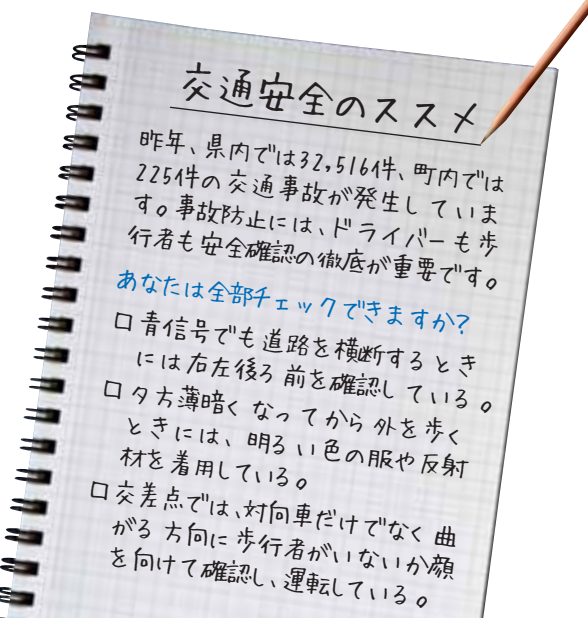 交通安全のススメ
昨年、県内では32,516件、町内では
225件の交通事故が発生していま
す。事故防止には、ドライバーも歩
行者も安全確認の徹底が重要です。
あなたは全部チェックできますか?
□青信号でも道路を横断するとき
には右左後ろ前を確認している。
□夕方薄暗くなってから外を歩く
ときには、明るい色の服や反射
材を着用している。
□交差点では、対向車だけでなく曲
がる方向に歩行者がいないか顔
を向けて確認し、運転している。